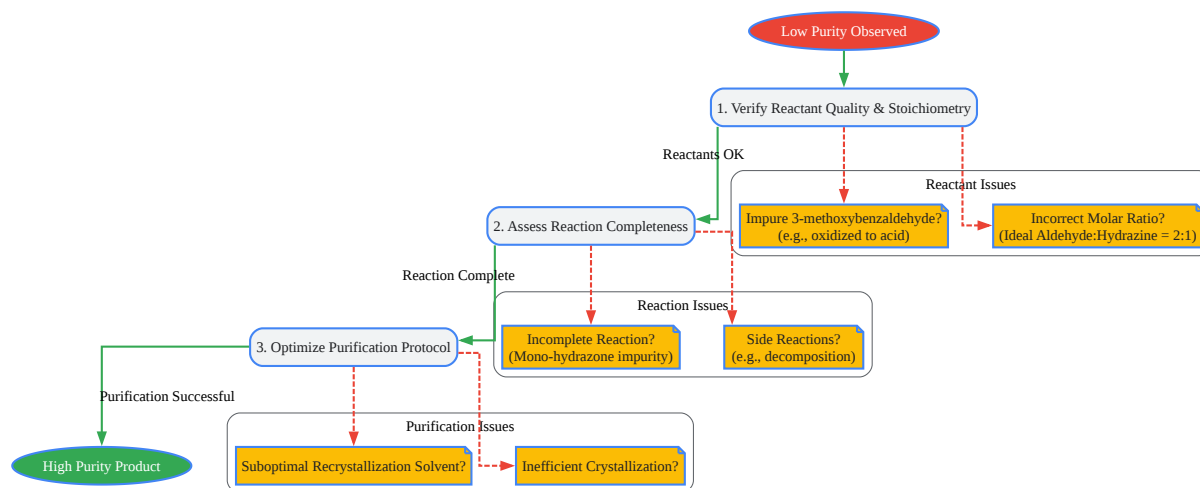 Low Purity Observed
1. Verify Reactant Quality & Stoichiometry
Reactants OK
Reactant Issues
Impure 3-methoxybenzaldehyde?
(e.g., oxidized to acid)
Incorrect Molar Ratio?
(Ideal Aldehyde:Hydrazine = 2:1)
2. Assess Reaction Completeness
Reaction Complete
Reaction Issues
Incomplete Reaction?
(Mono-hydrazone impurity)
Side Reactions?
(e.g., decomposition)
3. Optimize Purification Protocol
Purification Successful
Purification Issues
High Purity Product
Suboptimal Recrystallization Solvent?
Inefficient Crystallization?